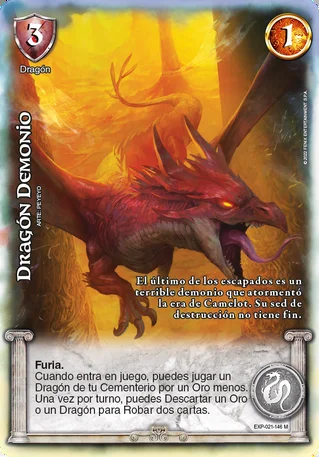 3
1
Dragón
Dragón Demonio
ARTE: PEYEYO
El último de los escapados es un
terrible demonio que atormentó
la era de Camelot. Su sed de
destrucción no tiene fin.
Furia.
Cuando entra en juego, puedes jugar un
Dragón de tu Cementerio por un Oro menos.
Una vez por turno, puedes Descartar un Oro
o un Dragón para Robar dos cartas.
EXP-021-146 M